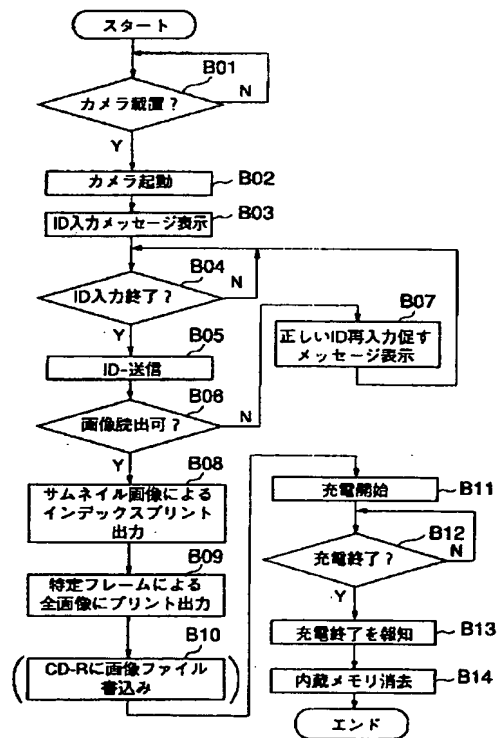 スタート
B01
カメラ載置?
N
Y
カメラ起動
B02
ID入力メッセージ表示
B03
B04
ID入力終了?
N
Y
B05
ID-送信
B06
画像読出可?
N
Y
B07
正しいID再入力促す
メッセージ表示
B08
サムネイル画像による
インデックスプリント
出力
B09
特定フレームによる
全画像にプリント出力
B10
(CD-Rに画像ファイル
書込み)
充電開始
B11
B12
充電終了?
N
Y
充電終了を報知
B13
内蔵メモリ消去
B14
エンド